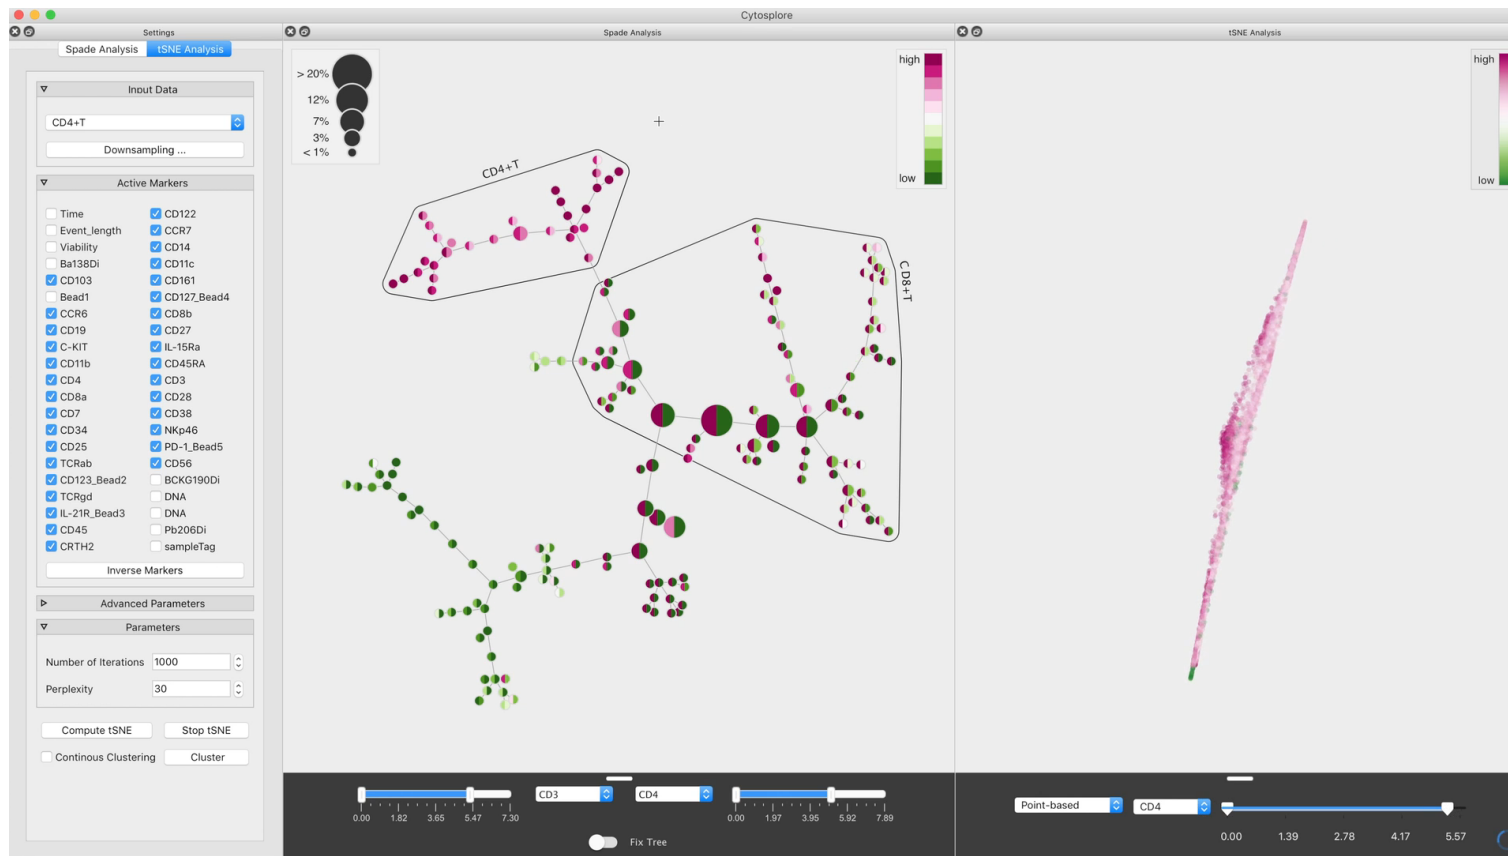 Cytosplore
Settings
Spade Analysis
tSNE Analysis
Spade Analysis tSNE Analysis
Input Data
CD4+T
Downsampling ...
Active Markers
Time CD122
Event_length CCR7
Viability CD14
Ba138Di CD11c
CD103 CD161
Bead1 CD127_Bead4
CCR6 CD8b
CD19 CD27
C-KIT IL-15Ra
CD11b CD45RA
CD4 CD3
CD8a CD28
CD7 CD38
CD34 NKp46
CD25 PD-1_Bead5
TCRab CD56
CD123_Bead2 BCKG190Di
TCRgd DNA
IL-21R_Bead3 DNA
CD45 Pb206Di
CRTH2 sampleTag
Inverse Markers
Advanced Parameters
Parameters
Number of Iterations 1000
Perplexity 30
Compute tSNE Stop tSNE
Continous Clustering Cluster
> 20%
12%
7%
3%
< 1%
high
low
CD4+T
CD8+T
CD3 CD4
0.00 1.82 3.65 5.47 7.30
0.00 1.97 3.95 5.92 7.89
Fix Tree
high
low
Point-based CD4
0.00 1.39 2.78 4.17 5.57